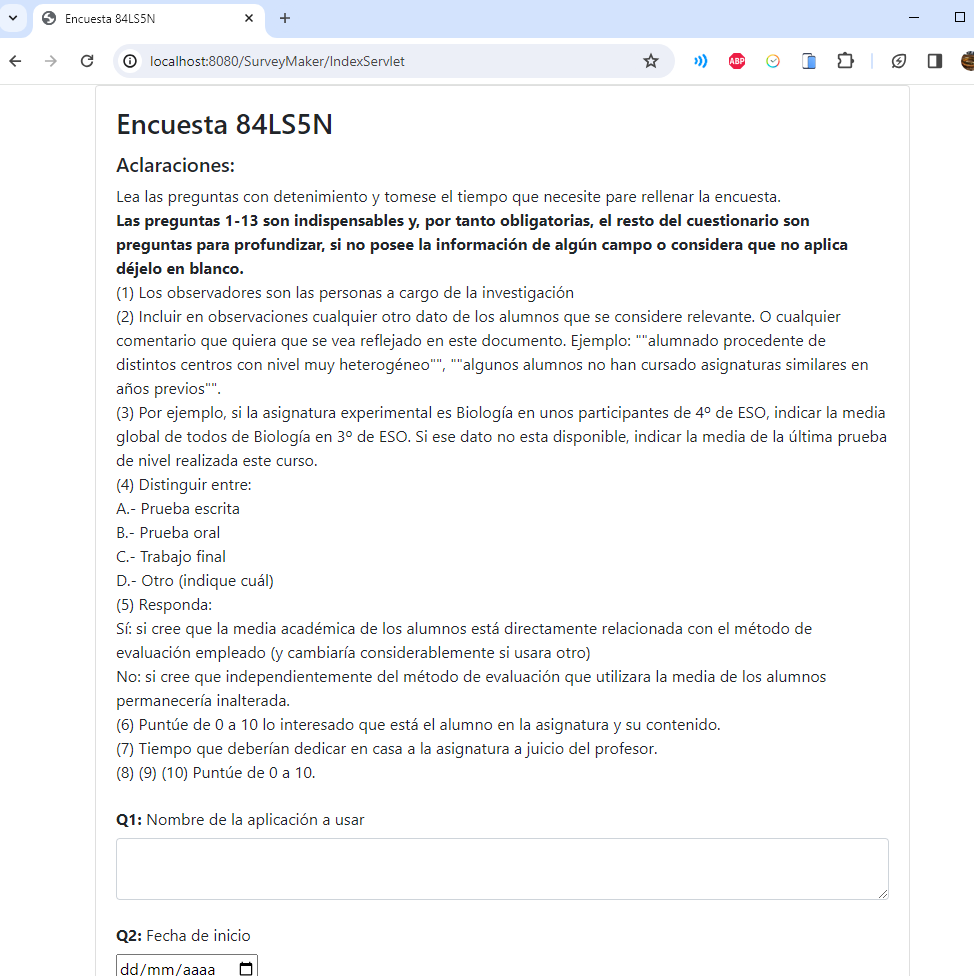 Encuesta 84LS5N
localhost:8080/SurveyMaker/IndexServlet
ABP
Encuesta 84LS5N
Aclaraciones:
Lea las preguntas con detenimiento y tomese el tiempo que necesite pare rellenar la encuesta.
Las preguntas 1-13 son indispensables y, por tanto obligatorias, el resto del cuestionario son
preguntas para profundizar, si no posee la información de algún campo o considera que no aplica
déjelo en blanco.
(1) Los observadores son las personas a cargo de la investigación
(2) Incluir en observaciones cualquier otro dato de los alumnos que se considere relevante. O cualquier
comentario que quiera que se vea reflejado en este documento. Ejemplo: ""alumnado procedente de
distintos centros con nivel muy heterogéneo"", ""algunos alumnos no han cursado asignaturas similares en
años previos"".
(3) Por ejemplo, si la asignatura experimental es Biología en unos participantes de 4º de ESO, indicar la media
global de todos de Biología en 3º de ESO. Si ese dato no esta disponible, indicar la media de la última prueba
de nivel realizada este curso.
(4) Distinguir entre:
A.- Prueba escrita
B.- Prueba oral
C.- Trabajo final
D.- Otro (indique cuál)
(5) Responda:
Sí: si cree que la media académica de los alumnos está directamente relacionada con el método de
evaluación empleado (y cambiaría considerablemente si usara otro)
No: si cree que independientemente del método de evaluación que utilizara la media de los alumnos
permanecería inalterada.
(6) Puntúe de 0 a 10 lo interesado que está el alumno en la asignatura y su contenido.
(7) Tiempo que deberían dedicar en casa a la asignatura a juicio del profesor.
(8) (9) (10) Puntúe de 0 a 10.
Q1: Nombre de la aplicación a usar
Q2: Fecha de inicio
dd/mm/aaaa